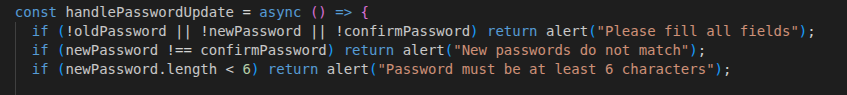 const handlePasswordUpdate = async () => {
if (!oldPassword || !newPassword || !confirmPassword) return alert("Please fill all fields");
if (newPassword !== confirmPassword) return alert("New passwords do not match");
if (newPassword.length < 6) return alert("Password must be at least 6 characters");